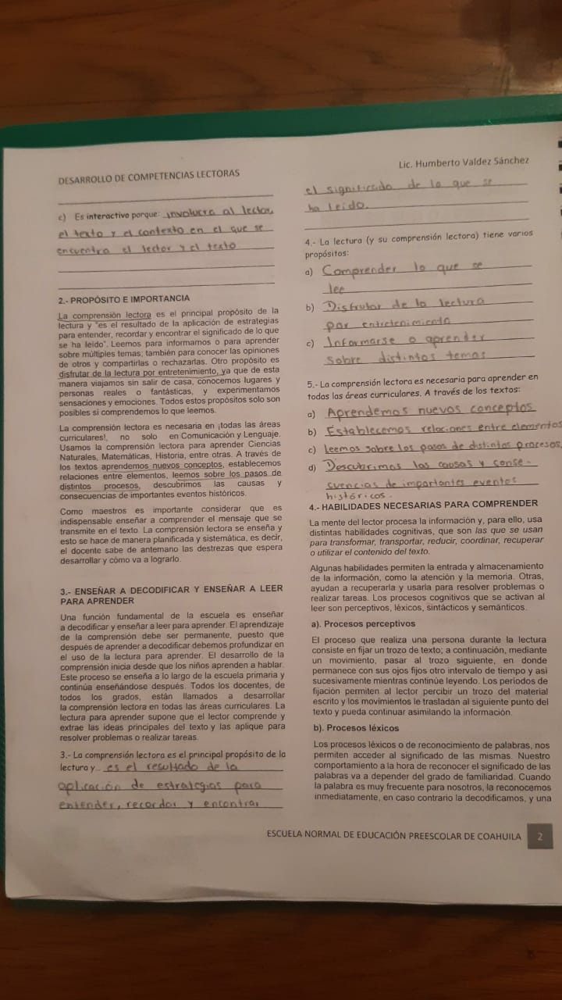 DESARROLLO DE COMPETENCIAS LECTORAS
Lic. Humberto Valdez Sánchez
c) Es interactivo porque: involucra al lector,
el texto y el contexto en el que se
encuentra el lector y el texto
2.- PROPÓSITO E IMPORTANCIA
La comprensión lectora es el principal propósito de la
lectura y "es el resultado de la aplicación de estrategias
para entender, recordar y encontrar el significado de lo que
se ha leído". Leemos para informarnos o para aprender
sobre múltiples temas; también para conocer las opiniones
de otros y compartirlas o rechazarlas. Otro propósito es
disfrutar de la lectura por entretenimiento, ya que de esta
manera viajamos sin salir de casa, conocemos lugares y
personas reales o fantásticas, y experimentamos
sensaciones y emociones. Todos estos propósitos solo son
posibles si comprendemos lo que leemos.
La comprensión lectora es necesaria en ¡todas las áreas
curriculares!, no solo en Comunicación y Lenguaje.
Usamos la comprensión lectora para aprender Ciencias
Naturales, Matemáticas, Historia, entre otras. A través de
los textos aprendemos nuevos conceptos, establecemos
relaciones entre elementos, leemos sobre los pasos de
distintos procesos, descubrimos las causas y
consecuencias de importantes eventos históricos.
Como maestros es importante considerar que es
indispensable enseñar a comprender el mensaje que se
transmite en el texto. La comprensión lectora se enseña y
esto se hace de manera planificada y sistemática, es decir,
el docente sabe de antemano las destrezas que espera
desarrollar y cómo va a lograrlo.
3.- ENSEÑAR A DECODIFICAR Y ENSEÑAR A LEER
PARA APRENDER
Una función fundamental de la escuela es enseñar
a decodificar y enseñar a leer para aprender. El aprendizaje
de la comprensión debe ser permanente, puesto que
después de aprender a decodificar debemos profundizar en
el uso de la lectura para aprender. El desarrollo de la
comprensión inicia desde que los niños aprenden a hablar.
Este proceso se enseña a lo largo de la escuela primaria y
continúa enseñándose después. Todos los docentes, de
todos los grados, están llamados a desarrollar
la comprensión lectora en todas las áreas curriculares. La
lectura para aprender supone que el lector comprende y
extrae las ideas principales del texto y las aplique para
resolver problemas o realizar tareas.
3.- La comprensión lectora es el principal propósito de la
lectura y... es el resultado de la
aplicación de estrategias para
entender, recordar y encontrar
el significado de lo que se
ha leído.
4.- La lectura (y su comprensión lectora) tiene varios
propósitos:
a) Comprender lo que se
lee
b) Disfrutar de la lectura
por entretenimiento
c) Informarse o aprender
sobre distintos temas
5.- La comprensión lectora es necesaria para aprender en
todas las áreas curriculares. A través de los textos:
a) Aprendemos nuevos conceptos
b) Establecemos relaciones entre elementos
c) Leemos sobre los pasos de distintos procesos,
d) Descubrimos las causas y conse-
cuencias de importantes eventos
históricos.
4.- HABILIDADES NECESARIAS PARA COMPRENDER
La mente del lector procesa la información y, para ello, usa
distintas habilidades cognitivas, que son las que se usan
para transformar, transportar, reducir, coordinar, recuperar
o utilizar el contenido del texto.
Algunas habilidades permiten la entrada y almacenamiento
de la información, como la atención y la memoria. Otras,
ayudan a recuperarla y usarla para resolver problemas o
realizar tareas. Los procesos cognitivos que se activan al
leer son perceptivos, léxicos, sintácticos y semánticos.
a). Procesos perceptivos
El proceso que realiza una persona durante la lectura
consiste en fijar un trozo de texto; a continuación, mediante
un movimiento, pasar al trozo siguiente, en donde
permanece con sus ojos fijos otro intervalo de tiempo y así
sucesivamente mientras continúe leyendo. Los periodos de
fijación permiten al lector percibir un trozo del material
escrito y los movimientos le trasladan al siguiente punto del
texto y pueda continuar asimilando la información.
b). Procesos léxicos
Los procesos léxicos o de reconocimiento de palabras, nos
permiten acceder al significado de las mismas. Nuestro
comportamiento a la hora de reconocer el significado de las
palabras va a depender del grado de familiaridad. Cuando
la palabra es muy frecuente para nosotros, la reconocemos
inmediatamente, en caso contrario la decodificamos, y una
ESCUELA NORMAL DE EDUCACIÓN PREESCOLAR DE COAHUILA 2